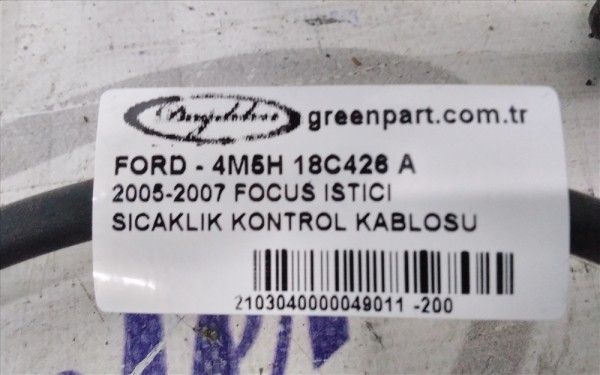 greenpart.com.tr
FORD - 4M5H 18C426 A
2005-2007 FOCUS ISTICI
SICAKLIK KONTROL KABLOSU
2103040000049011 -200